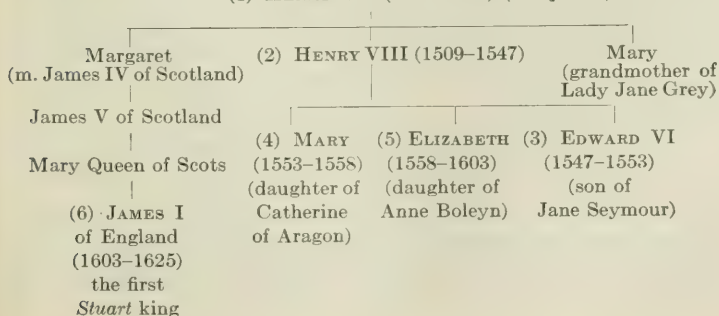 Margaret
(m. James IV of Scotland)
(2) HENRY VIII (1509–1547)
Mary
(grandmother of
Lady Jane Grey)
James V of Scotland
Mary Queen of Scots
(6) JAMES I
of England
(1603–1625)
the first
Stuart king
(4) MARY
(1553–1558)
(daughter of
Catherine
of Aragon)
(5) ELIZABETH
(1558–1603)
(daughter of
Anne Boleyn)
(3) EDWARD VI
(1547–1553)
(son of
Jane Seymour)